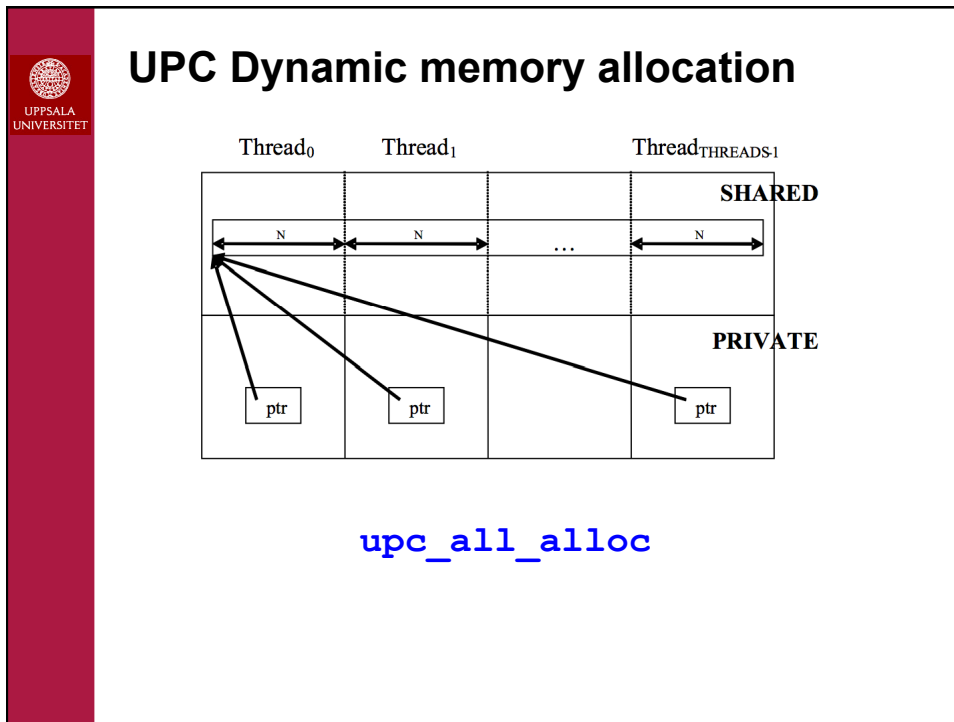 UPC Dynamic memory allocation
UPPSALA
UNIVERSITET
Thread0 Thread1 ThreadTHREADS-1
SHARED
N N ... N
PRIVATE
ptr ptr ptr
upc_all_alloc